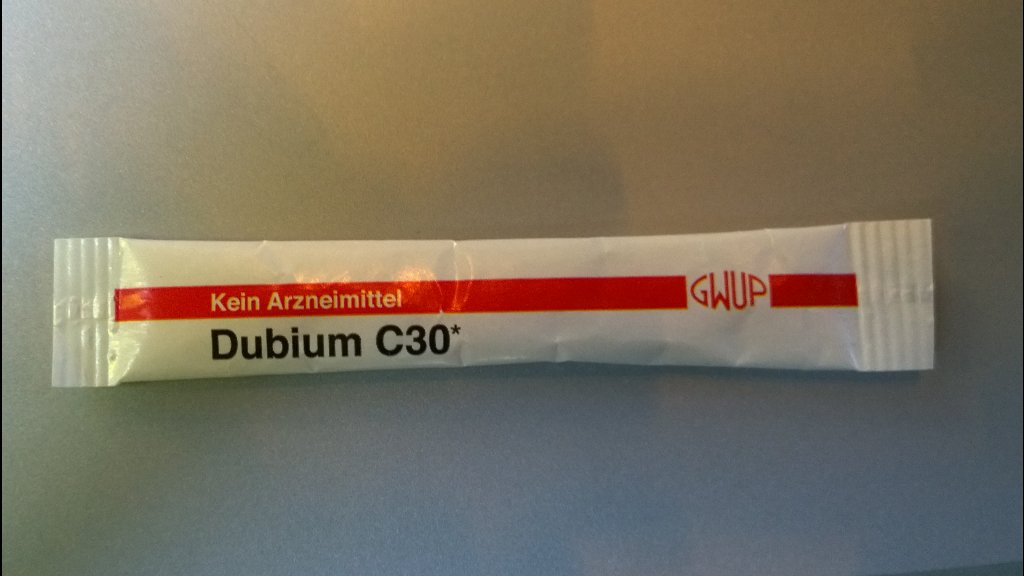 Kein Arzneimittel
GWUP
Dubium C30*